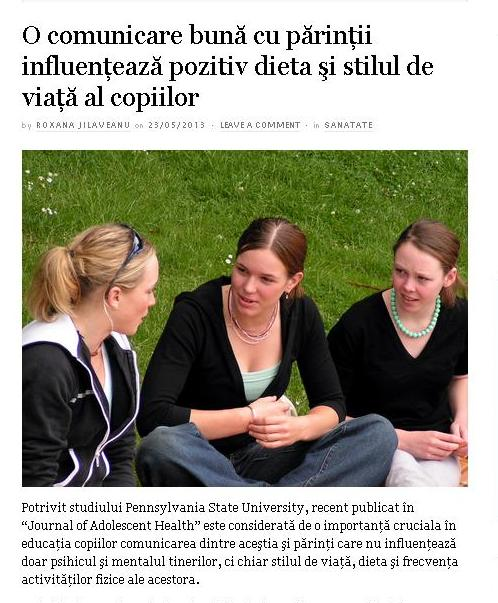 O comunicare bună cu părinții
influențează pozitiv dieta și stilul de
viață al copiilor
by ROXANA JILAVEANU on 23/05/2013 · LEAVE A COMMENT · in SANATATE
Potrivit studiului Pennsylvania State University, recent publicat în
“Journal of Adolescent Health” este considerată de o importanță cruciala în
educația copiilor comunicarea dintre aceștia și părinți care nu influențează
doar psihicul și mentalul tinerilor, ci chiar stilul de viață, dieta și frecvența
activităților fizice ale acestora.